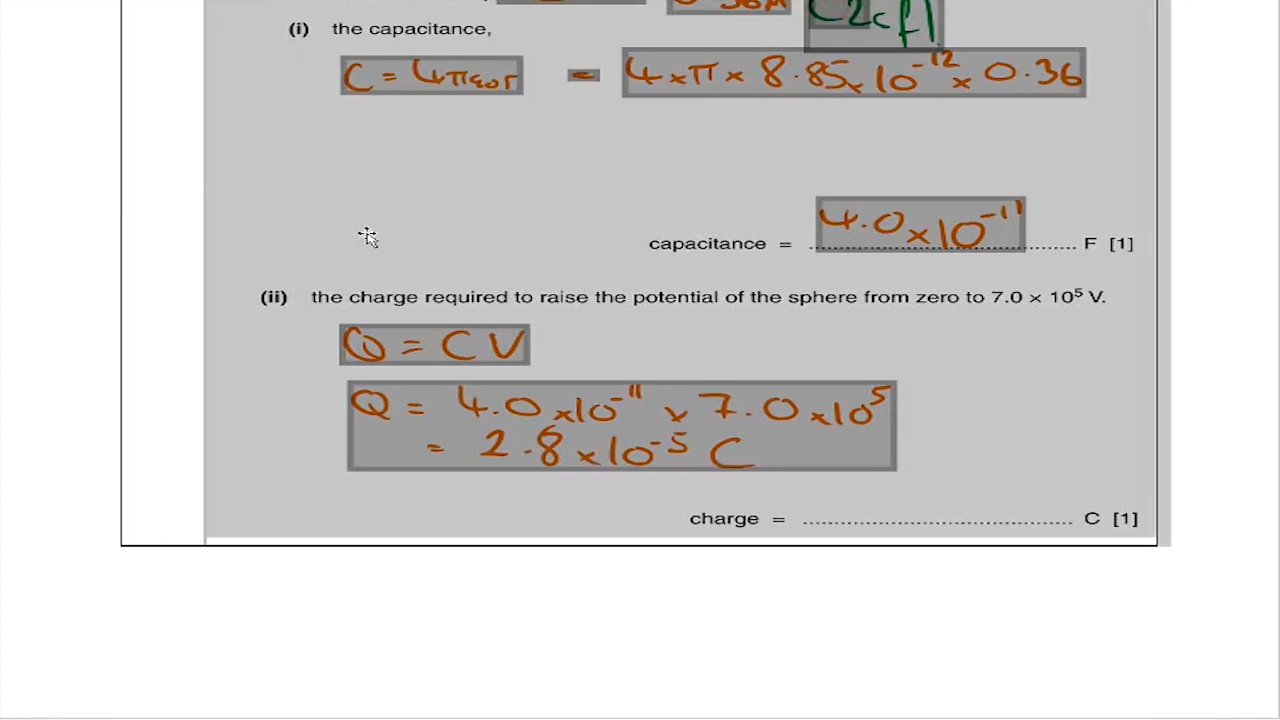 (i) the capacitance,
C = 4πε₀r = 4 × π × 8.85 × 10⁻¹² × 0.36
4.0 × 10⁻¹¹
capacitance = ........................................ F [1]
(ii) the charge required to raise the potential of the sphere from zero to 7.0 × 10⁵ V.
Q = CV
Q = 4.0 × 10⁻¹¹ × 7.0 × 10⁵
= 2.8 × 10⁻⁵ C
charge = ........................................ C [1]